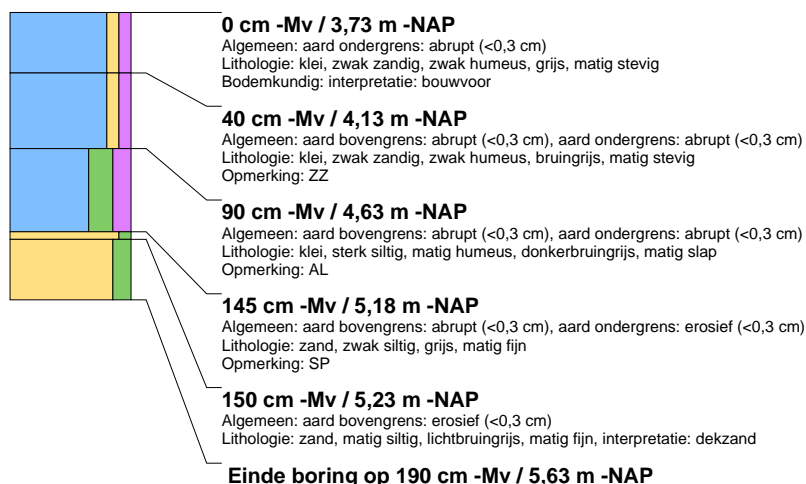 0 cm -Mv / 3,73 m -NAP
Algemeen: aard ondergrens: abrupt (<0,3 cm)
Lithologie: klei, zwak zandig, zwak humeus, grijs, matig stevig
Bodemkundig: interpretatie: bouwvoor
40 cm -Mv / 4,13 m -NAP
Algemeen: aard bovengrens: abrupt (<0,3 cm), aard ondergrens: abrupt (<0,3 cm)
Lithologie: klei, zwak zandig, zwak humeus, bruingrijs, matig stevig
Opmerking: ZZ
90 cm -Mv / 4,63 m -NAP
Algemeen: aard bovengrens: abrupt (<0,3 cm), aard ondergrens: abrupt (<0,3 cm)
Lithologie: klei, sterk siltig, matig humeus, donkerbruingrijs, matig slap
Opmerking: AL
145 cm -Mv / 5,18 m -NAP
Algemeen: aard bovengrens: abrupt (<0,3 cm), aard ondergrens: erosief (<0,3 cm)
Lithologie: zand, zwak siltig, grijs, matig fijn
Opmerking: SP
150 cm -Mv / 5,23 m -NAP
Algemeen: aard bovengrens: erosief (<0,3 cm)
Lithologie: zand, matig siltig, lichtbruingrijs, matig fijn, interpretatie: dekzand
Einde boring op 190 cm -Mv / 5,63 m -NAP